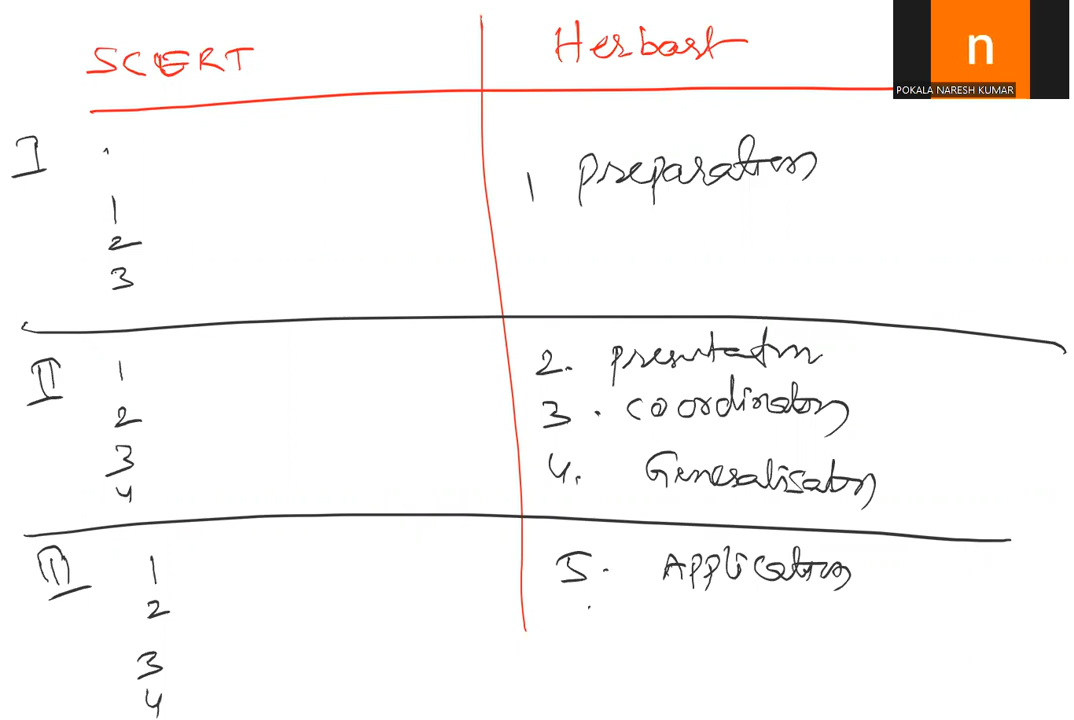 SCERT Herbart
n
POKALA NARESH KUMAR
I
1 Preparation
1
2
3
II 1 2. Presentation
2 3. Coordination
3 4. Generalisation
4
III 1 5. Application
2
3
4